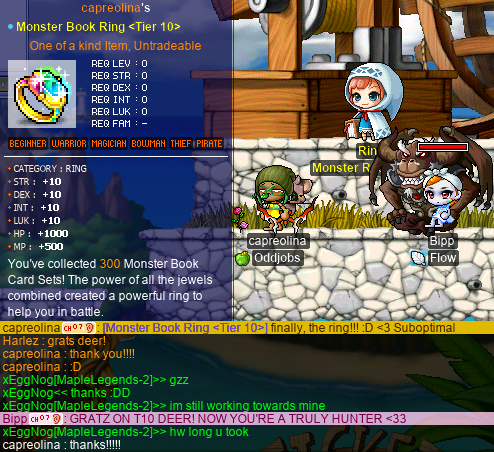 capreolina's
Monster Book Ring <Tier 10>
One of a kind Item, Untradeable
REQ LEV : 0
REQ STR : 0
REQ DEX : 0
REQ INT : 0
REQ LUK : 0
REQ FAM : -
BEGINNER WARRIOR MAGICIAN BOWMAN THIEF PIRATE
CATEGORY : RING
STR : +10
DEX : +10
INT : +10
LUK : +10
HP : +1000
MP : +500
You've collected 300 Monster Book
Card Sets! The power of all the jewels
combined created a powerful ring to
help you in battle.
Rin
Monster R
capreolina
Oddjobs
Bipp
Flow
capreolina CH 07 : [Monster Book Ring <Tier 10>] finally, the ring!!! :D <3 Suboptimal
Harlez : grats deer!
capreolina : thank you!!!!
capreolina : :D
xEggNog[MapleLegends-2]>> gzz
xEggNog<< thanks :DD
xEggNog[MapleLegends-2]>> im still working towards mine
Bipp CH 07 : GRATZ ON T10 DEER! NOW YOU'RE A TRULY HUNTER <33
xEggNog[MapleLegends-2]>> hw long u took
capreolina : thanks!!!!!